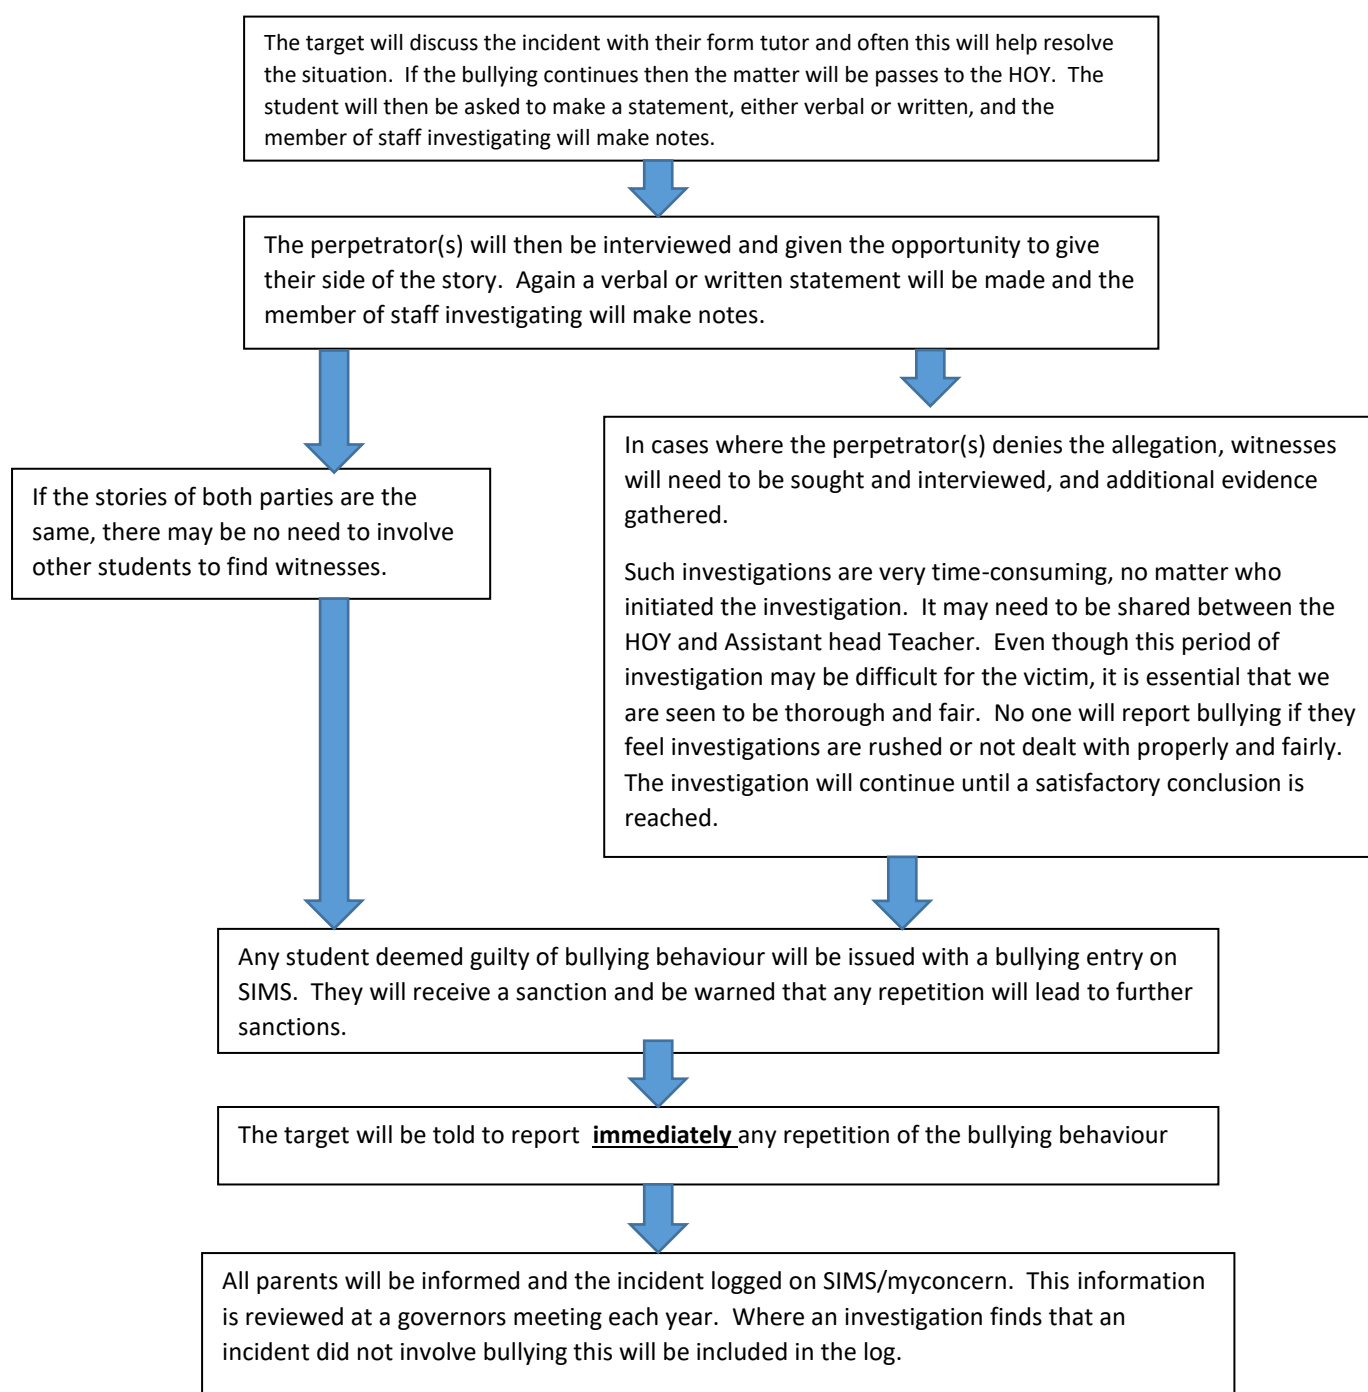 The target will discuss the incident with their form tutor and often this will help resolve
the situation.  If the bullying continues then the matter will be passes to the HOY.  The
student will then be asked to make a statement, either verbal or written, and the
member of staff investigating will make notes.
The perpetrator(s) will then be interviewed and given the opportunity to give
their side of the story.  Again a verbal or written statement will be made and the
member of staff investigating will make notes.
If the stories of both parties are the
same, there may be no need to involve
other students to find witnesses.
In cases where the perpetrator(s) denies the allegation, witnesses
will need to be sought and interviewed, and additional evidence
gathered.
Such investigations are very time-consuming, no matter who
initiated the investigation.  It may need to be shared between the
HOY and Assistant head Teacher.  Even though this period of
investigation may be difficult for the victim, it is essential that we
are seen to be thorough and fair.  No one will report bullying if they
feel investigations are rushed or not dealt with properly and fairly.
The investigation will continue until a satisfactory conclusion is
reached.
Any student deemed guilty of bullying behaviour will be issued with a bullying entry on
SIMS.  They will receive a sanction and be warned that any repetition will lead to further
sanctions.
The target will be told to report  immediately any repetition of the bullying behaviour
All parents will be informed and the incident logged on SIMS/myconcern.  This information
is reviewed at a governors meeting each year.  Where an investigation finds that an
incident did not involve bullying this will be included in the log.